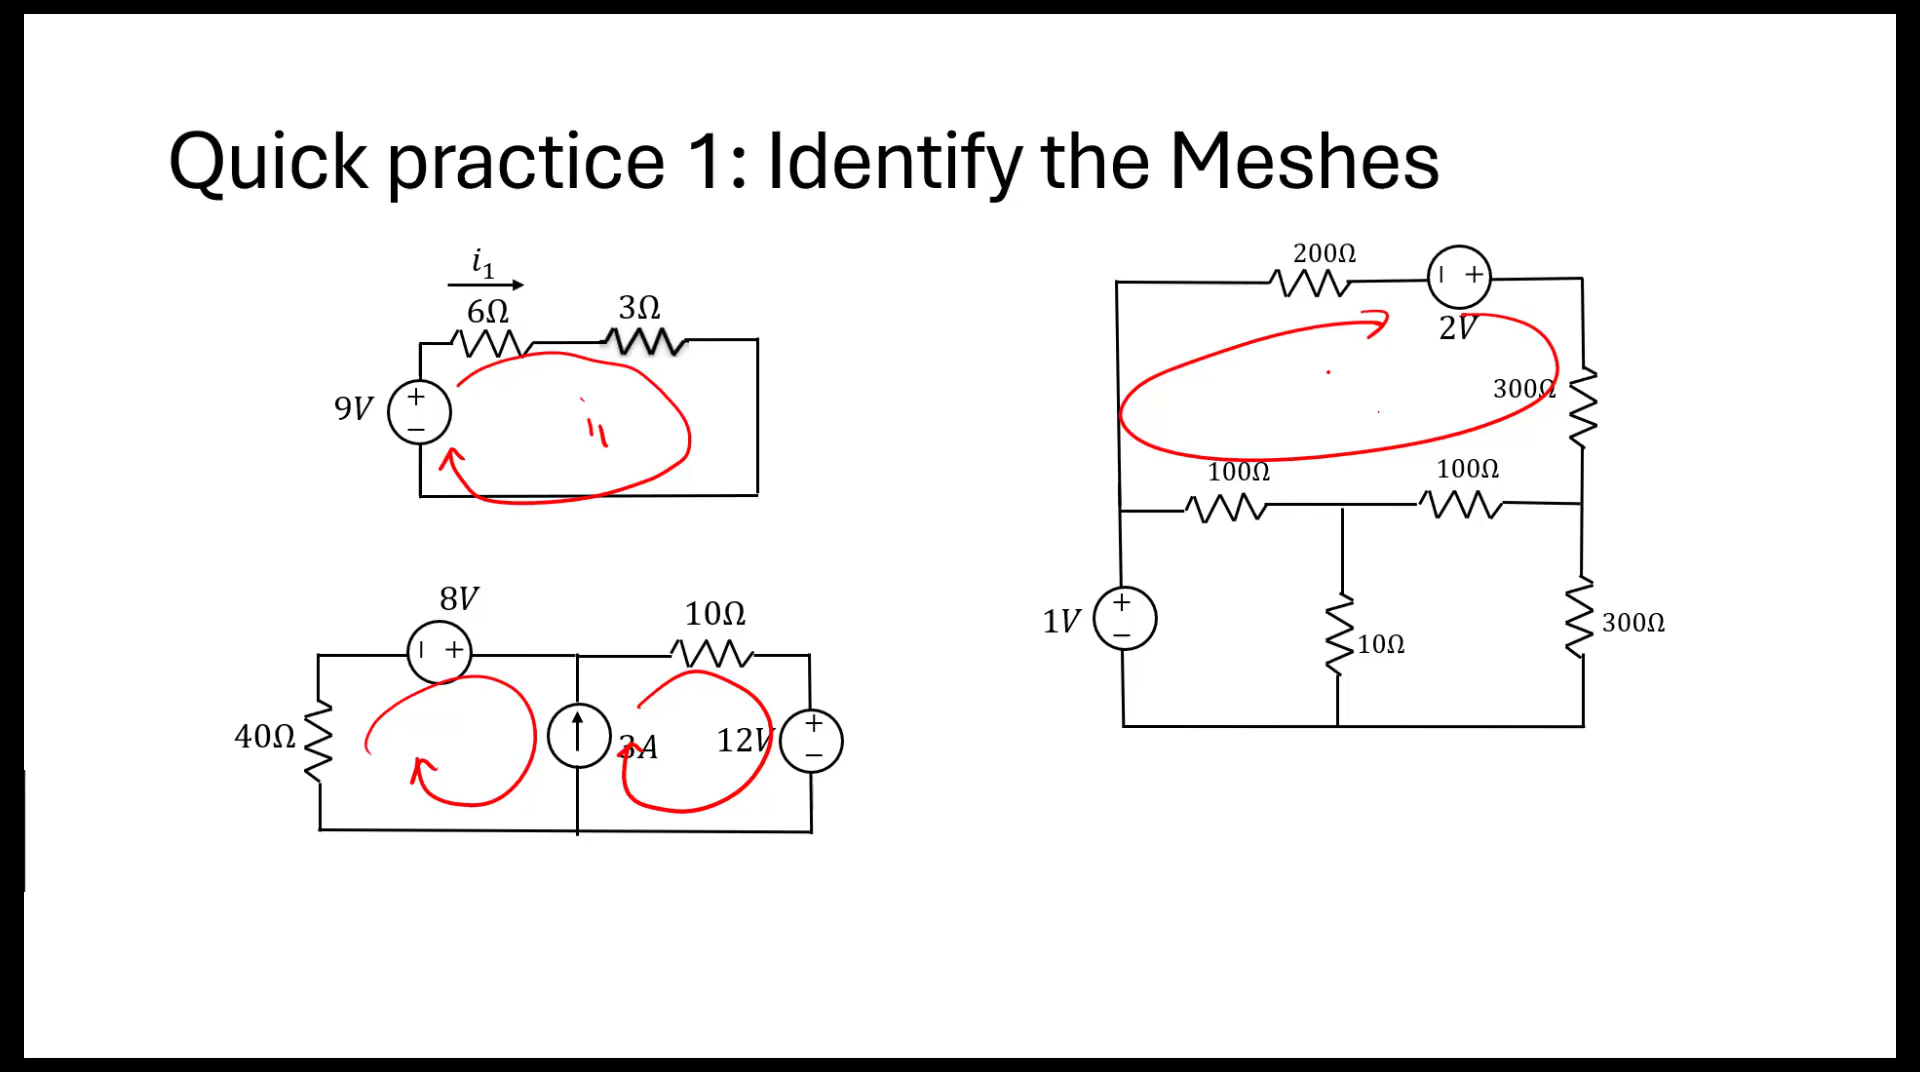 Quick practice 1: Identify the Meshes
i₁
6Ω
3Ω
9V
+
−
i₁
8V
− +
10Ω
40Ω
3A
12V
+
−
200Ω
− +
2V
300Ω
100Ω
100Ω
1V
+
−
10Ω
300Ω